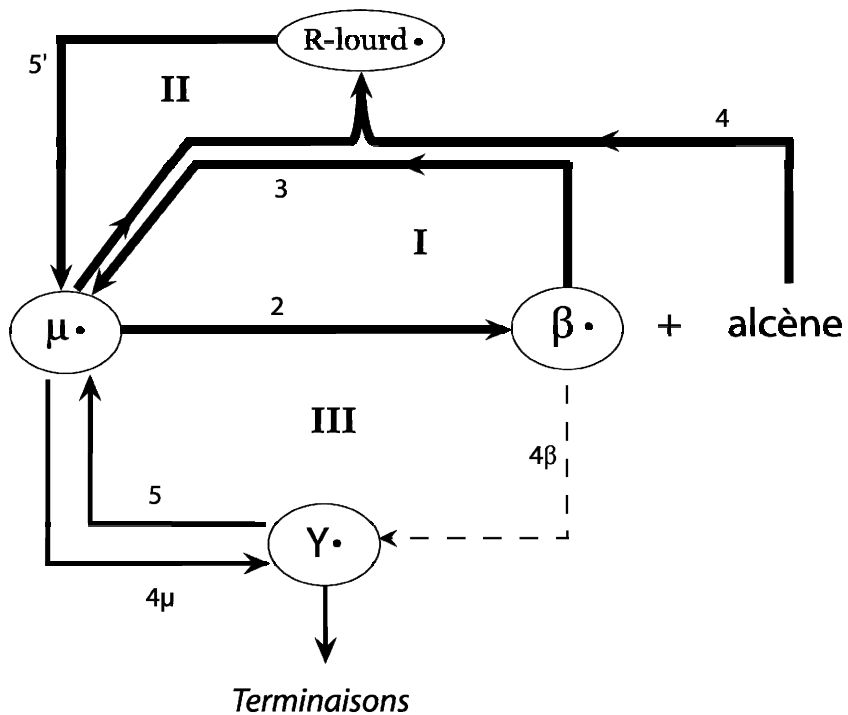 R-lourd •
5'
II
4
3
I
2
μ •
β •
+
alcène
III
4β
5
Y•
4μ
Terminaisons